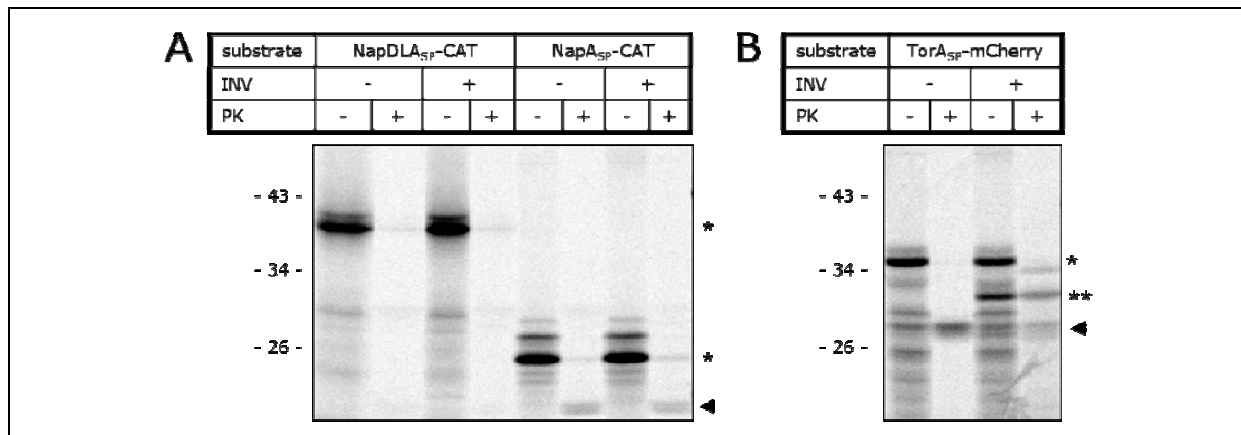 A
substrate NapDLA_SP-CAT NapA_SP-CAT
INV - + - +
PK - + - + - + - +
- 43 -
*
- 34 -
- 26 -
*
B
substrate TorA_SP-mCherry
INV - +
PK - + - +
- 43 -
*
- 34 -
**
- 26 -